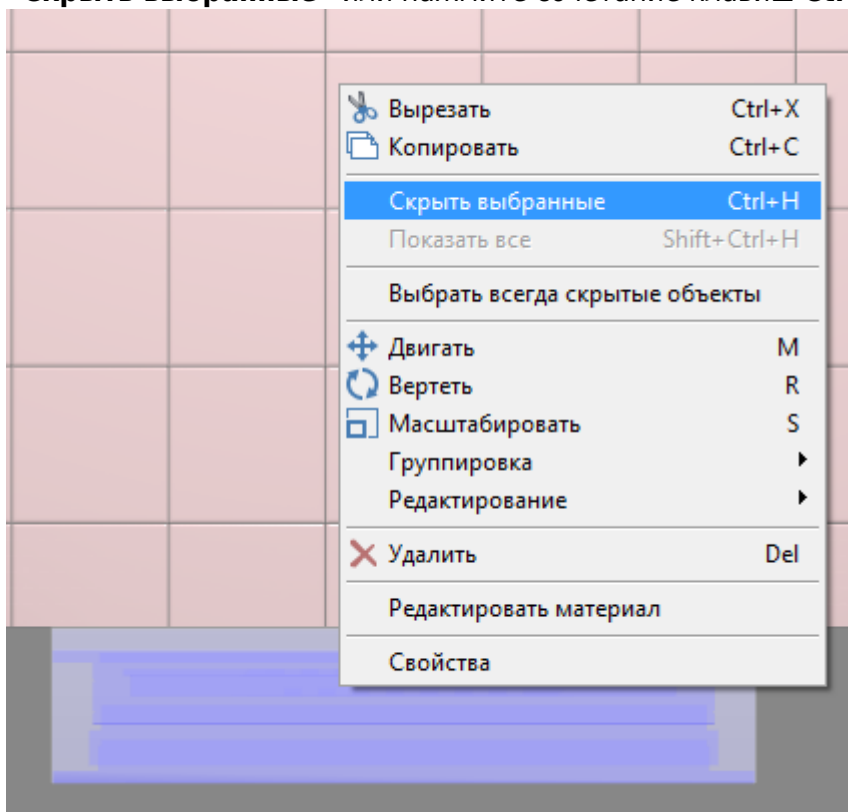 Вырезать Ctrl+X
Копировать Ctrl+C
Скрыть выбранные Ctrl+H
Показать все Shift+Ctrl+H
Выбрать всегда скрытые объекты
Двигать M
Вертеть R
Масштабировать S
Группировка
Редактирование
Удалить Del
Редактировать материал
Свойства